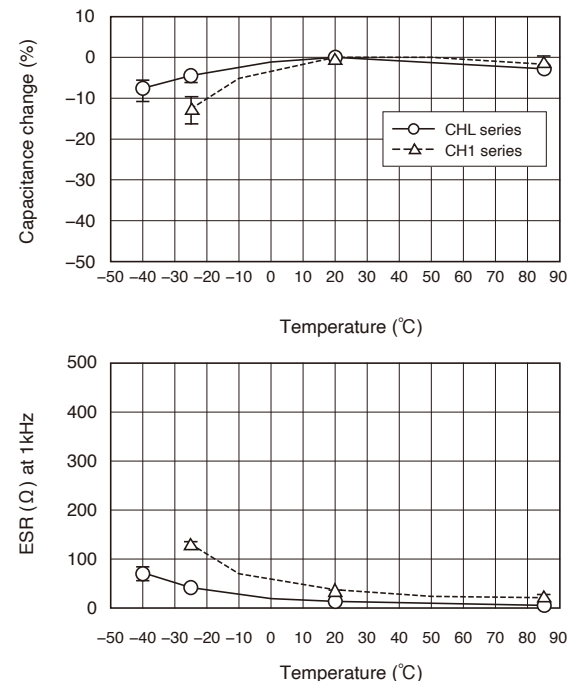 Capacitance change (%)
10
0
−10
−20
−30
−40
−50
CHL series
CH1 series
−50 −40 −30 −20 −10 0 10 20 30 40 50 60 70 80 90
Temperature (℃)
ESR (Ω) at 1kHz
500
400
300
200
100
0
−50 −40 −30 −20 −10 0 10 20 30 40 50 60 70 80 90
Temperature (℃)